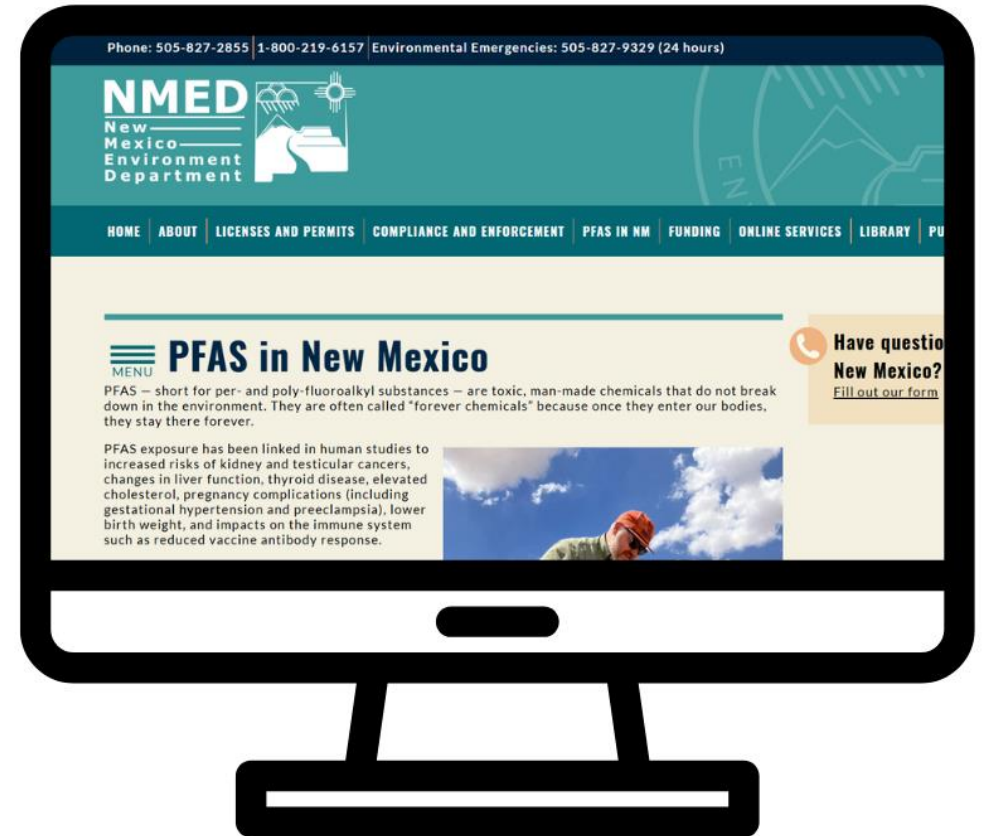 Phone: 505-827-2855 1-800-219-6157 Environmental Emergencies: 505-827-9329 (24 hours)
NMED
New
Mexico
Environment
Department
HOME ABOUT LICENSES AND PERMITS COMPLIANCE AND ENFORCEMENT PFAS IN NM FUNDING ONLINE SERVICES LIBRARY PU
MENU PFAS in New Mexico
PFAS — short for per- and poly-fluoroalkyl substances — are toxic, man-made chemicals that do not break
down in the environment. They are often called "forever chemicals" because once they enter our bodies,
they stay there forever.
PFAS exposure has been linked in human studies to
increased risks of kidney and testicular cancers,
changes in liver function, thyroid disease, elevated
cholesterol, pregnancy complications (including
gestational hypertension and preeclampsia), lower
birth weight, and impacts on the immune system
such as reduced vaccine antibody response.
Have questio
New Mexico?
Fill out our form